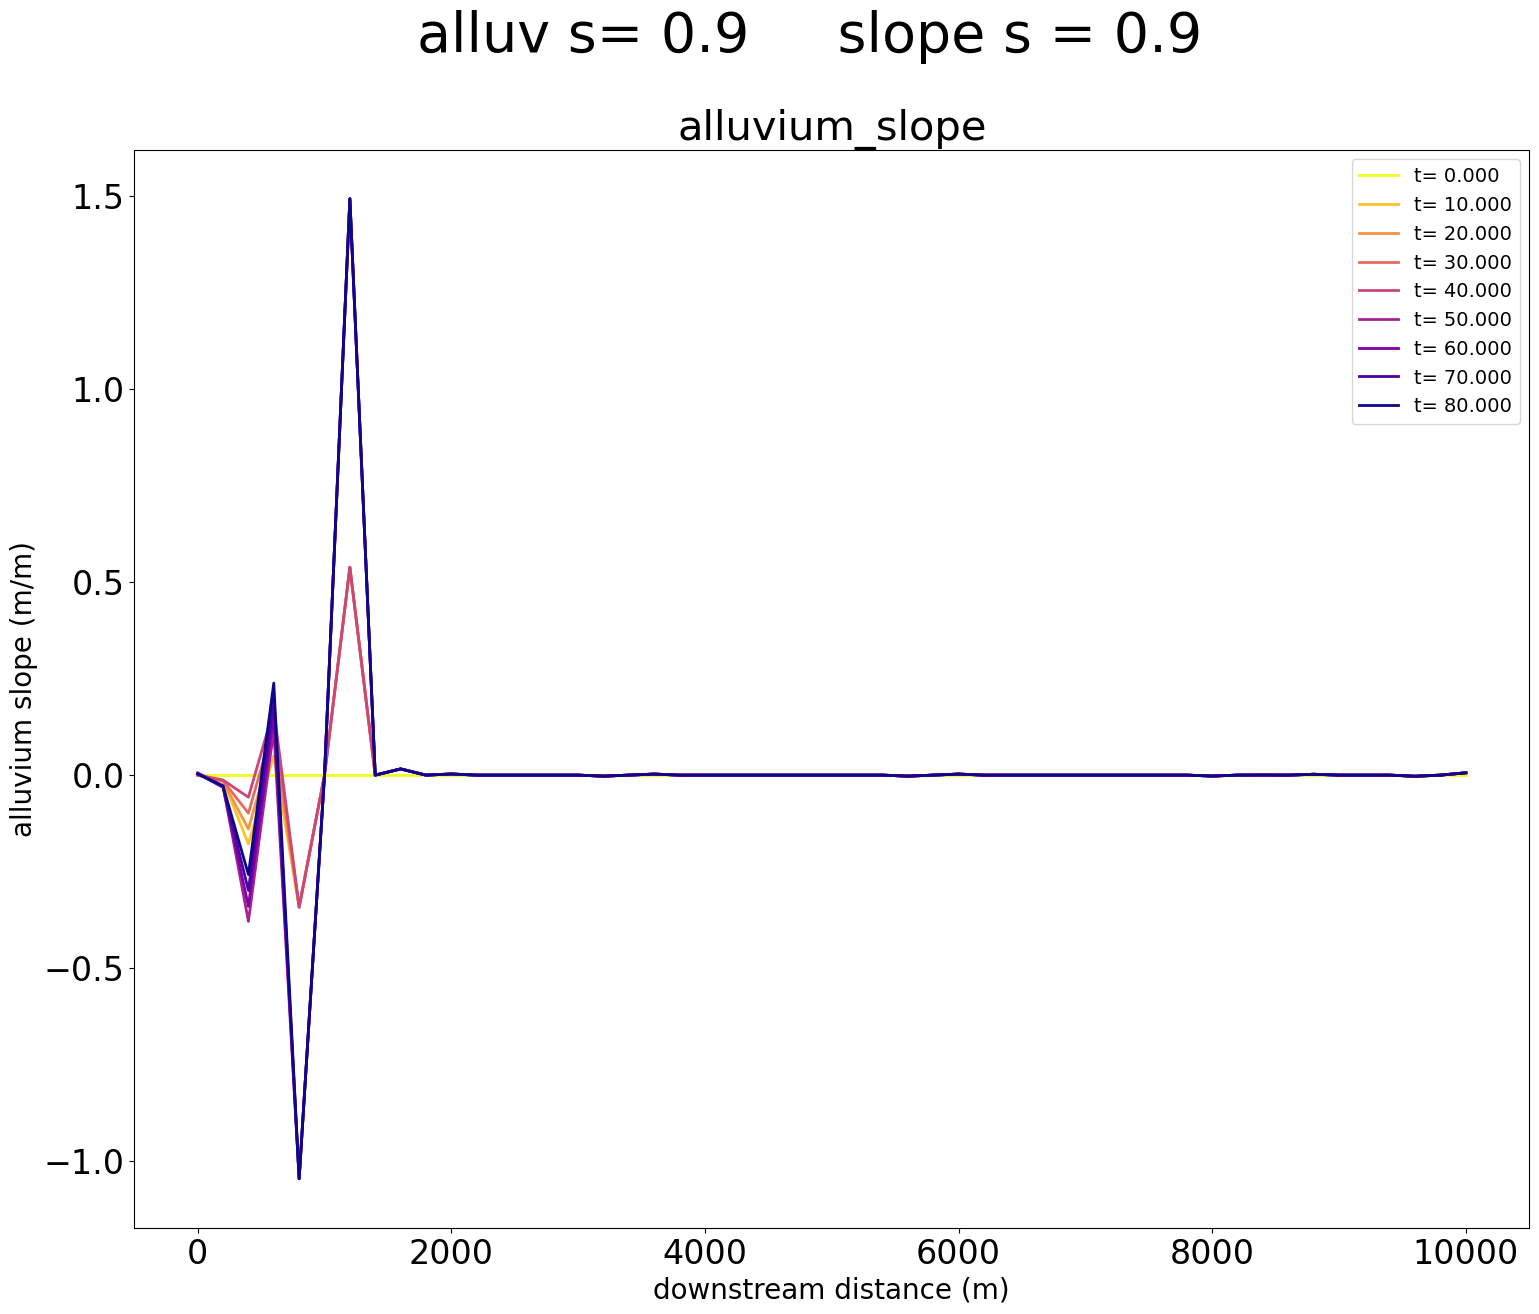 alluv s= 0.9 slope s = 0.9
alluvium_slope
t= 0.000
t= 10.000
t= 20.000
t= 30.000
t= 40.000
t= 50.000
t= 60.000
t= 70.000
t= 80.000
alluvium slope (m/m)
1.5
1.0
0.5
0.0
−0.5
−1.0
0 2000 4000 6000 8000 10000
downstream distance (m)